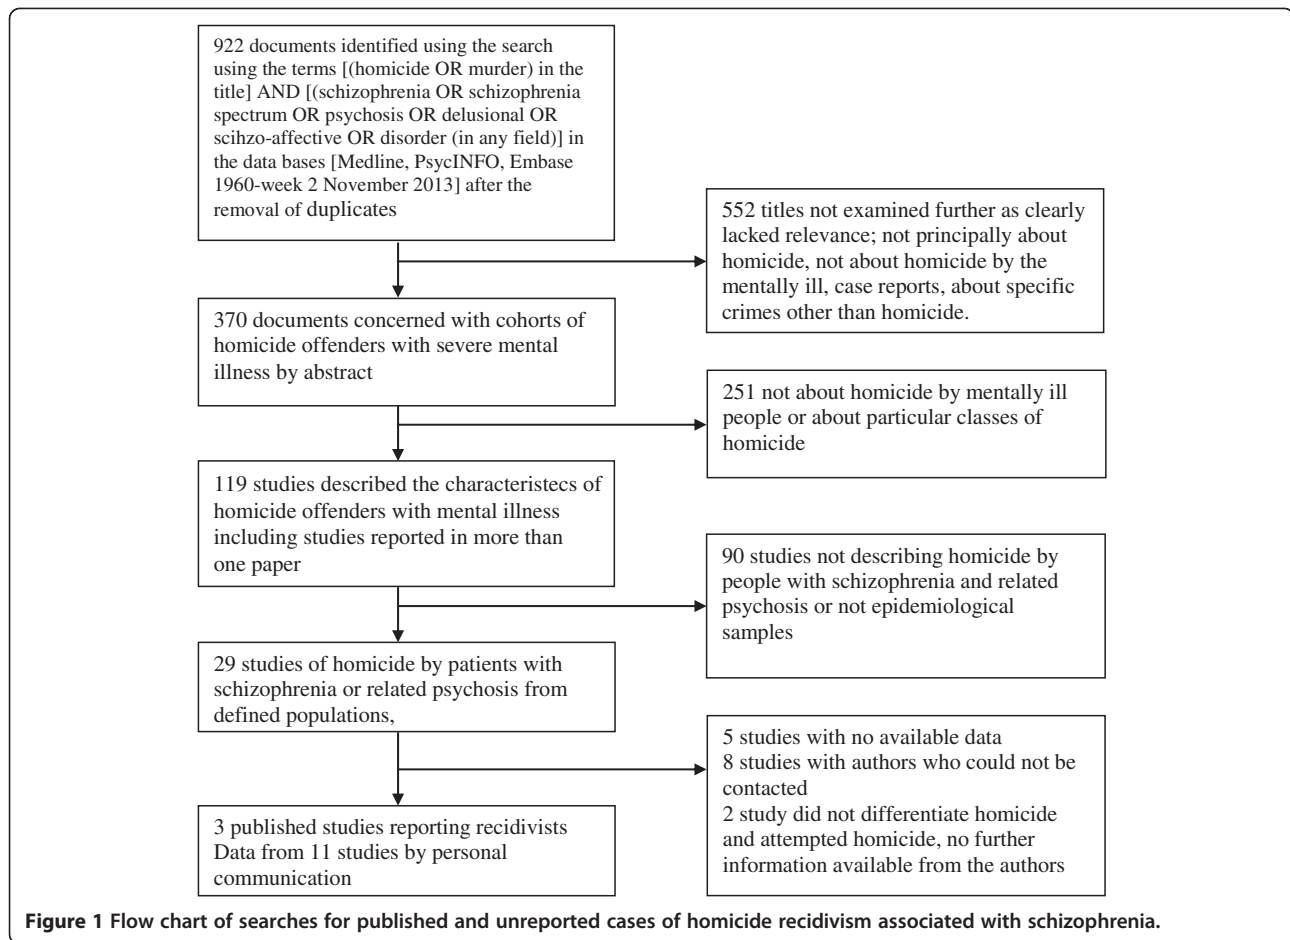 922 documents identified using the search
using the terms [(homicide OR murder) in the
title] AND [(schizophrenia OR schizophrenia
spectrum OR psychosis OR delusional OR
scihzo-affective OR disorder (in any field)] in
the data bases [Medline, PsycINFO, Embase
1960-week 2 November 2013] after the
removal of duplicates
552 titles not examined further as clearly
lacked relevance; not principally about
homicide, not about homicide by the
mentally ill, case reports, about specific
crimes other than homicide.
370 documents concerned with cohorts of
homicide offenders with severe mental
illness by abstract
251 not about homicide by mentally ill
people or about particular classes of
homicide
119 studies described the characteristecs of
homicide offenders with mental illness
including studies reported in more than
one paper
90 studies not describing homicide by
people with schizophrenia and related
psychosis or not epidemiological
samples
29 studies of homicide by patients with
schizophrenia or related psychosis from
defined populations,
5 studies with no available data
8 studies with authors who could not be
contacted
2 study did not differentiate homicide
and attempted homicide, no further
information available from the authors
3 published studies reporting recidivists
Data from 11 studies by personal
communication
Figure 1 Flow chart of searches for published and unreported cases of homicide recidivism associated with schizophrenia.